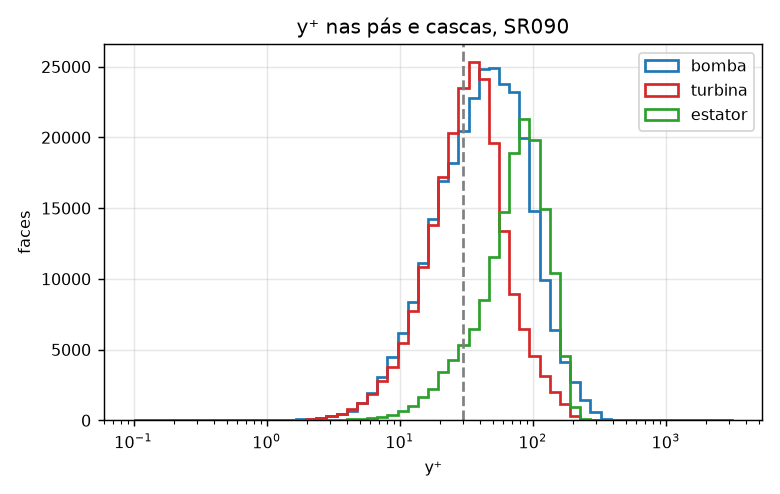 y⁺ nas pás e cascas, SR090
25000
20000
15000
10000
5000
0
faces
bomba
turbina
estator
10⁻¹ 10⁰ 10¹ 10² 10³
y⁺